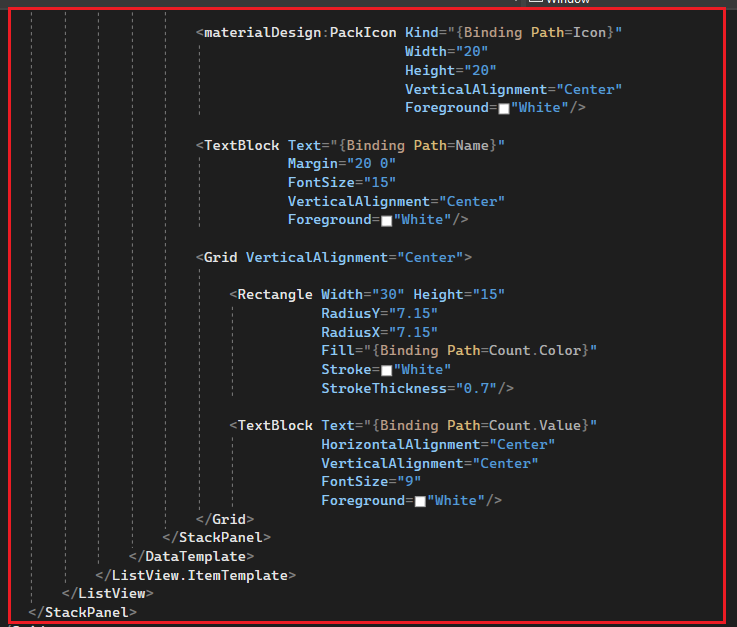 Window
<materialDesign:PackIcon Kind="{Binding Path=Icon}"
Width="20"
Height="20"
VerticalAlignment="Center"
Foreground="White"/>
<TextBlock Text="{Binding Path=Name}"
Margin="20 0"
FontSize="15"
VerticalAlignment="Center"
Foreground="White"/>
<Grid VerticalAlignment="Center">
<Rectangle Width="30" Height="15"
RadiusY="7.15"
RadiusX="7.15"
Fill="{Binding Path=Count.Color}"
Stroke="White"
StrokeThickness="0.7"/>
<TextBlock Text="{Binding Path=Count.Value}"
HorizontalAlignment="Center"
VerticalAlignment="Center"
FontSize="9"
Foreground="White"/>
</Grid>
</StackPanel>
</DataTemplate>
</ListView.ItemTemplate>
</ListView>
</StackPanel>